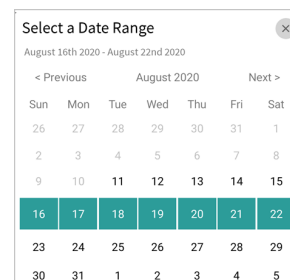 Select a Date Range
×
August 16th 2020 - August 22nd 2020
< Previous August 2020 Next >
Sun Mon Tue Wed Thu Fri Sat
26 27 28 29 30 31 1
2 3 4 5 6 7 8
9 10 11 12 13 14 15
16 17 18 19 20 21 22
23 24 25 26 27 28 29
30 31 1 2 3 4 5